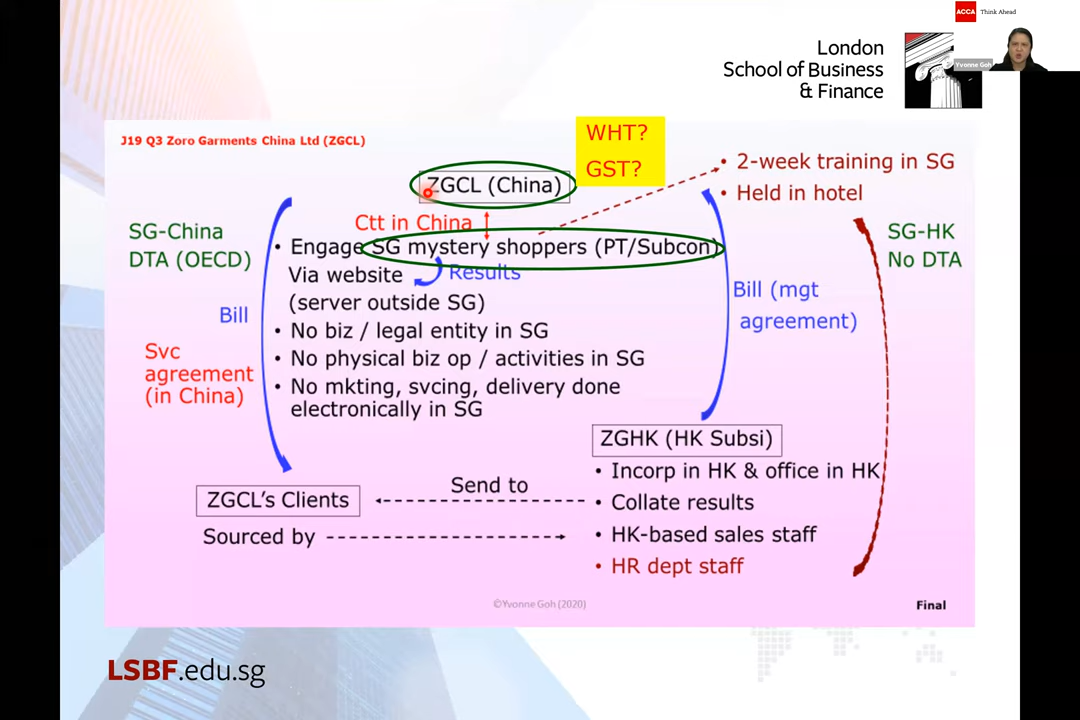 ACCA Think Ahead
London
School of Business
& Finance
Yvonne Goh
J19 Q3 Zoro Garments China Ltd (ZGCL)
WHT?
GST?
ZGCL (China)
• 2-week training in SG
• Held in hotel
Ctt in China
SG-China
DTA (OECD)
SG-HK
No DTA
• Engage SG mystery shoppers (PT/Subcon)
Via website
Results
(server outside SG)
• No biz / legal entity in SG
• No physical biz op / activities in SG
• No mkting, svcing, delivery done
electronically in SG
Bill
Svc
agreement
(in China)
Bill (mgt
agreement)
ZGHK (HK Subsi)
• Incorp in HK & office in HK
• Collate results
• HK-based sales staff
• HR dept staff
ZGCL's Clients
Send to
Sourced by
©Yvonne Goh (2020)
Final
LSBF.edu.sg